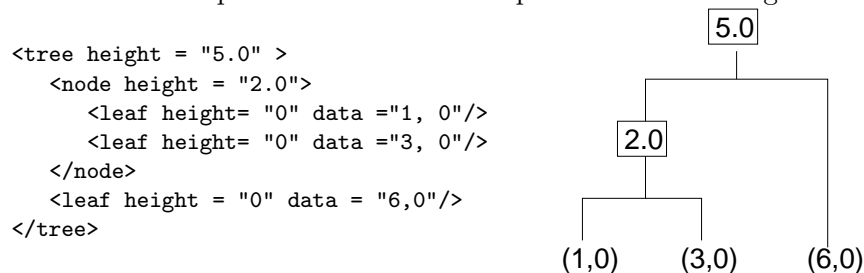 <tree height = "5.0" >
<node height = "2.0">
<leaf height= "0" data ="1, 0"/>
<leaf height= "0" data ="3, 0"/>
</node>
<leaf height = "0" data = "6,0"/>
</tree>
5.0
2.0
(1,0) (3,0) (6,0)